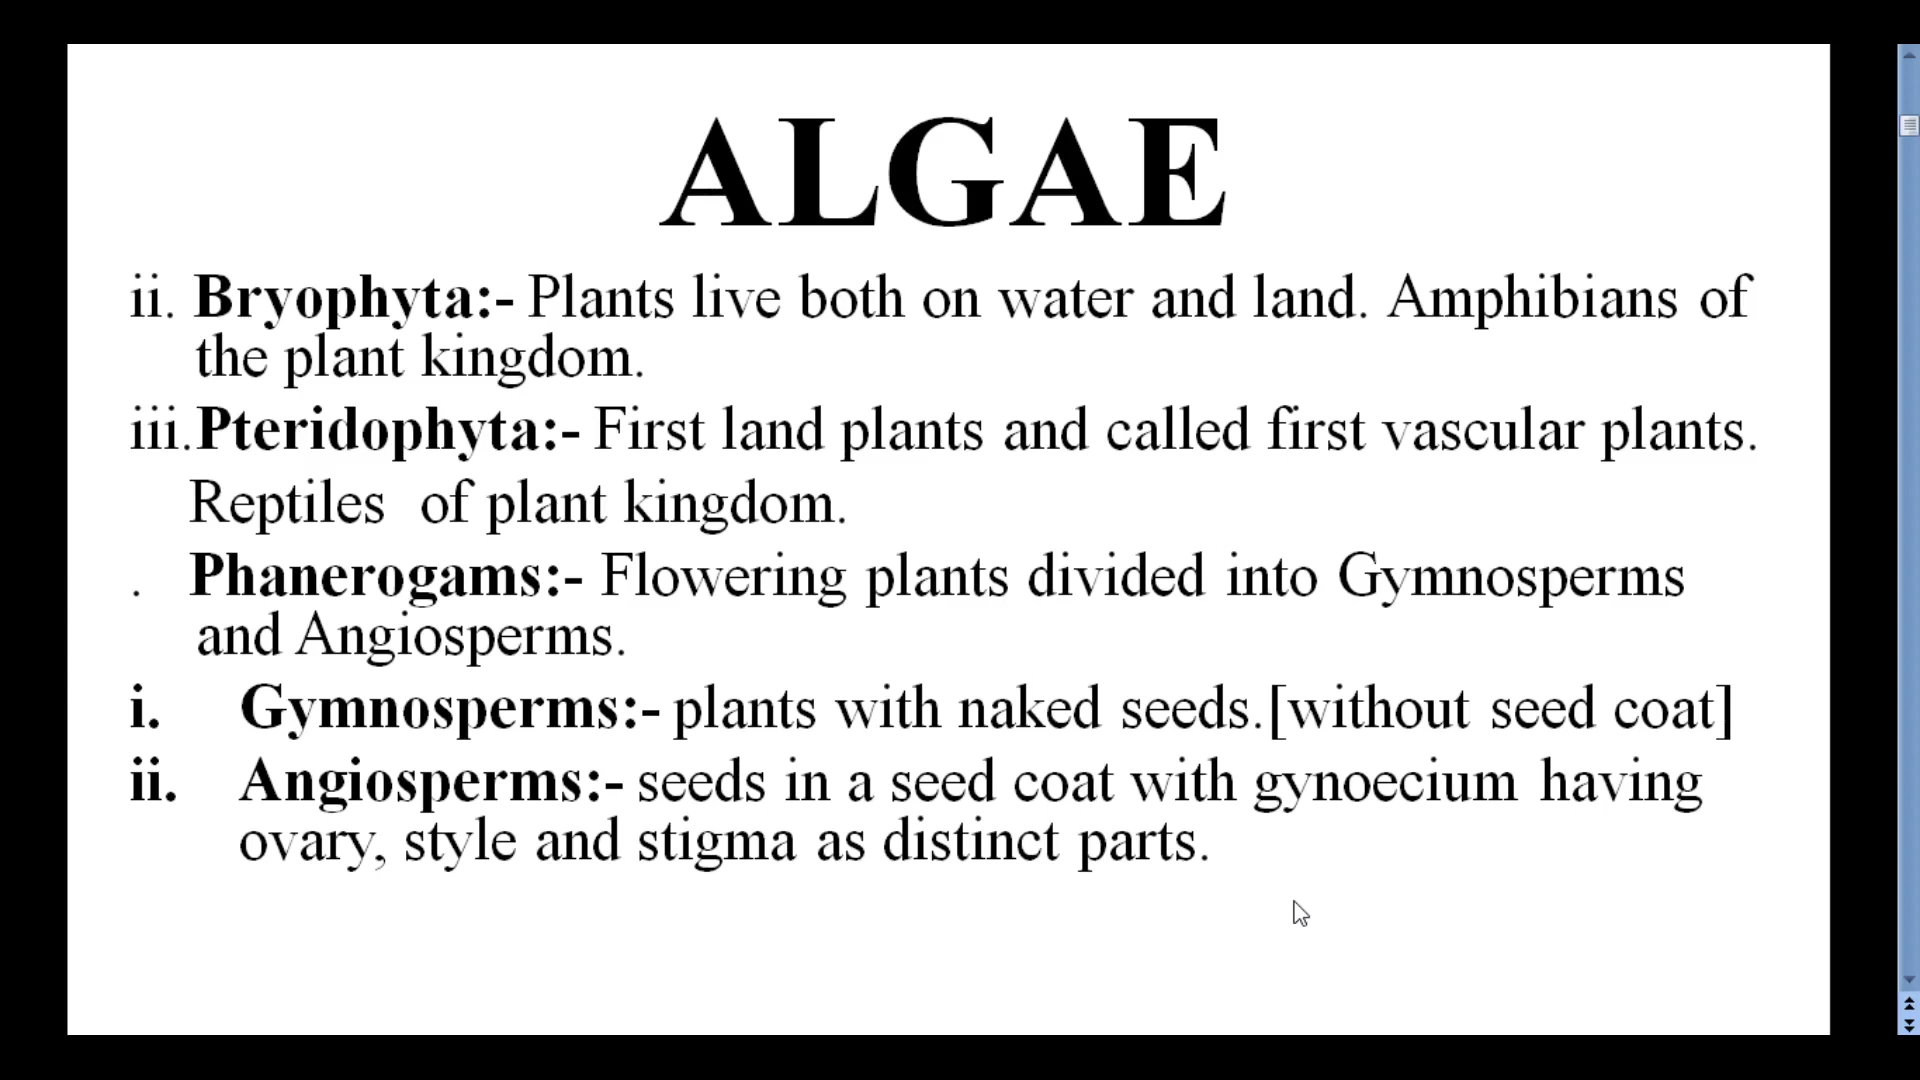 ALGAE
ii. Bryophyta:- Plants live both on water and land. Amphibians of
the plant kingdom.
iii.Pteridophyta:- First land plants and called first vascular plants.
Reptiles of plant kingdom.
. Phanerogams:- Flowering plants divided into Gymnosperms
and Angiosperms.
i. Gymnosperms:- plants with naked seeds.[without seed coat]
ii. Angiosperms:- seeds in a seed coat with gynoecium having
ovary, style and stigma as distinct parts.